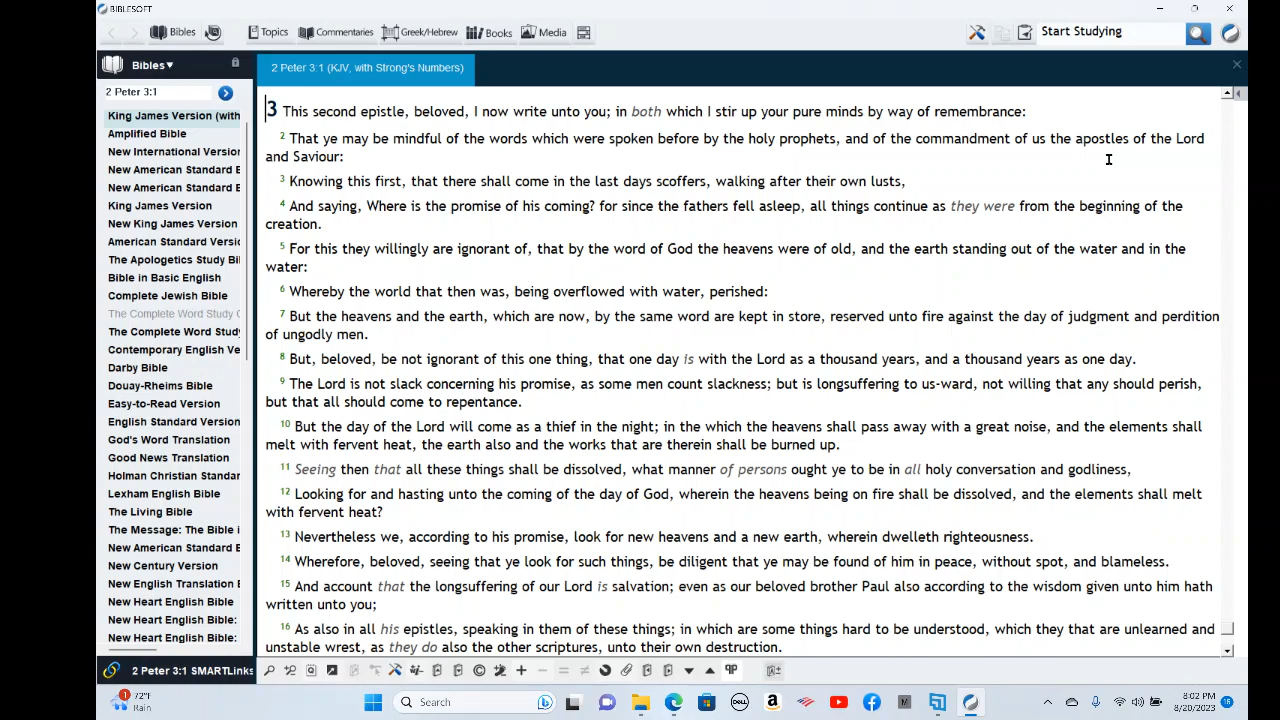 BIBLESOFT
Bibles
Topics
Commentaries
Greek/Hebrew
Books
Media
Start Studying
Bibles▾
2 Peter 3:1 (KJV, with Strong's Numbers)
2 Peter 3:1
King James Version (with
Amplified Bible
New International Version
New American Standard E
New American Standard B
King James Version
New King James Version
American Standard Versic
The Apologetics Study Bi
Bible in Basic English
Complete Jewish Bible
The Complete Word Study O
The Complete Word Study
Contemporary English Ve
Darby Bible
Douay-Rheims Bible
Easy-to-Read Version
English Standard Version
God's Word Translation
Good News Translation
Holman Christian Standard
Lexham English Bible
The Living Bible
The Message: The Bible i
New American Standard E
New Century Version
New English Translation E
New Heart English Bible
New Heart English Bible:
New Heart English Bible:
2 Peter 3:1 SMARTLinks
3 This second epistle, beloved, I now write unto you; in both which I stir up your pure minds by way of remembrance:
2 That ye may be mindful of the words which were spoken before by the holy prophets, and of the commandment of us the apostles of the Lord
and Saviour:
3 Knowing this first, that there shall come in the last days scoffers, walking after their own lusts,
4 And saying, Where is the promise of his coming? for since the fathers fell asleep, all things continue as they were from the beginning of the
creation.
5 For this they willingly are ignorant of, that by the word of God the heavens were of old, and the earth standing out of the water and in the
water:
6 Whereby the world that then was, being overflowed with water, perished:
7 But the heavens and the earth, which are now, by the same word are kept in store, reserved unto fire against the day of judgment and perdition
of ungodly men.
8 But, beloved, be not ignorant of this one thing, that one day is with the Lord as a thousand years, and a thousand years as one day.
9 The Lord is not slack concerning his promise, as some men count slackness; but is longsuffering to us-ward, not willing that any should perish,
but that all should come to repentance.
10 But the day of the Lord will come as a thief in the night; in the which the heavens shall pass away with a great noise, and the elements shall
melt with fervent heat, the earth also and the works that are therein shall be burned up.
11 Seeing then that all these things shall be dissolved, what manner of persons ought ye to be in all holy conversation and godliness,
12 Looking for and hasting unto the coming of the day of God, wherein the heavens being on fire shall be dissolved, and the elements shall melt
with fervent heat?
13 Nevertheless we, according to his promise, look for new heavens and a new earth, wherein dwelleth righteousness.
14 Wherefore, beloved, seeing that ye look for such things, be diligent that ye may be found of him in peace, without spot, and blameless.
15 And account that the longsuffering of our Lord is salvation; even as our beloved brother Paul also according to the wisdom given unto him hath
written unto you;
16 As also in all his epistles, speaking in them of these things; in which are some things hard to be understood, which they that are unlearned and
unstable wrest, as they do also the other scriptures, unto their own destruction.
1
72°F
Rain
Search
DELL
8:02 PM
8/20/2023
16